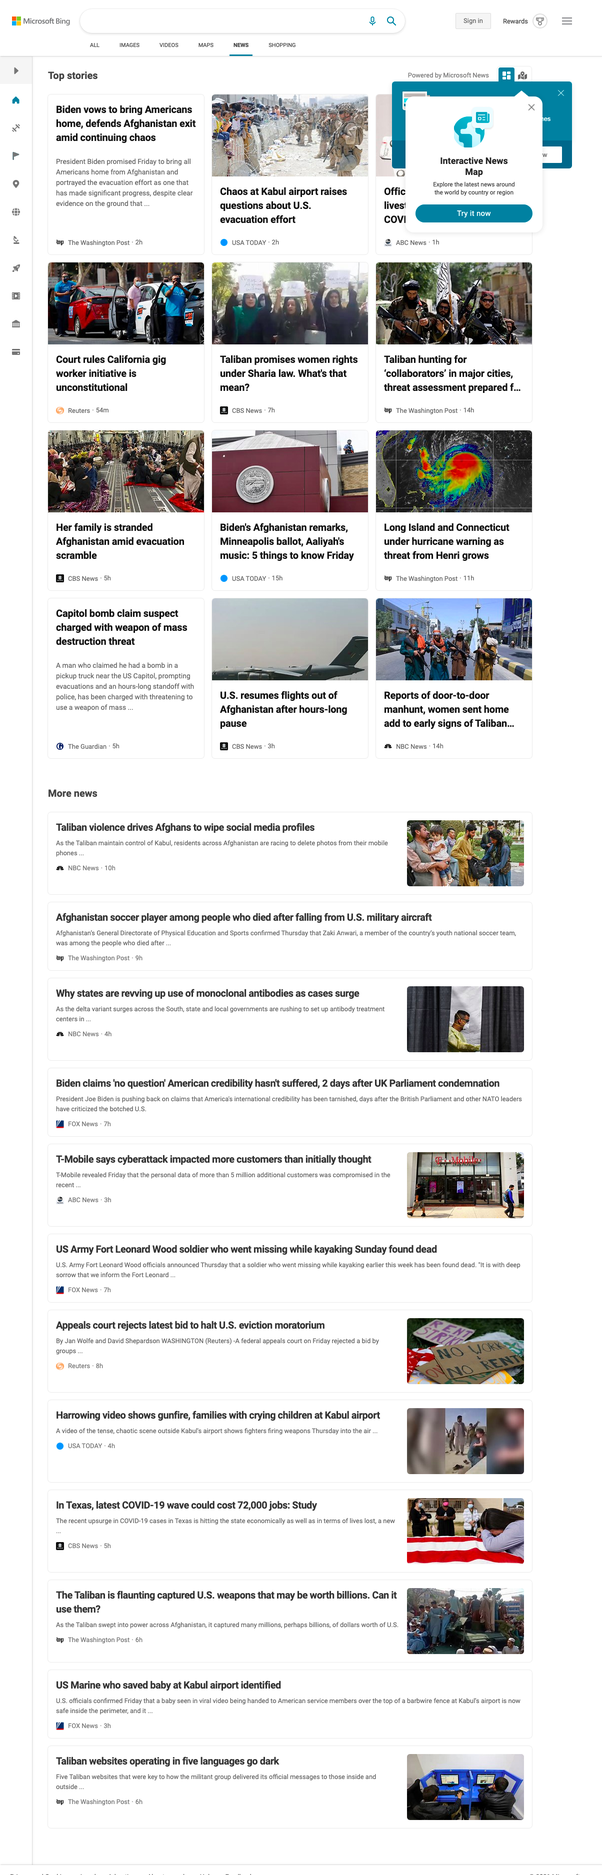 Microsoft Bing
Sign in
Rewards
ALL
IMAGES
VIDEOS
MAPS
NEWS
SHOPPING
Top stories
Powered by Microsoft News
Interactive News
Map
Explore the latest news around
the world by country or region
Try it now
Biden vows to bring Americans
home, defends Afghanistan exit
amid continuing chaos
President Biden promised Friday to bring all
Americans home from Afghanistan and
portrayed the evacuation effort as one that
has made significant progress, despite clear
evidence on the ground that ...
The Washington Post · 2h
Chaos at Kabul airport raises
questions about U.S.
evacuation effort
USA TODAY · 2h
Offic
lives
COVI
ABC News · 1h
Court rules California gig
worker initiative is
unconstitutional
Reuters · 54m
Taliban promises women rights
under Sharia law. What's that
mean?
CBS News · 7h
Taliban hunting for
‘collaborators’ in major cities,
threat assessment prepared f...
The Washington Post · 14h
Her family is stranded
Afghanistan amid evacuation
scramble
CBS News · 5h
Biden's Afghanistan remarks,
Minneapolis ballot, Aaliyah's
music: 5 things to know Friday
USA TODAY · 15h
Long Island and Connecticut
under hurricane warning as
threat from Henri grows
The Washington Post · 11h
Capitol bomb claim suspect
charged with weapon of mass
destruction threat
A man who claimed he had a bomb in a
pickup truck near the US Capitol, prompting
evacuations and an hours-long standoff with
police, has been charged with threatening to
use a weapon of mass ...
The Guardian · 5h
U.S. resumes flights out of
Afghanistan after hours-long
pause
CBS News · 3h
Reports of door-to-door
manhunt, women sent home
add to early signs of Taliban...
NBC News · 14h
More news
Taliban violence drives Afghans to wipe social media profiles
As the Taliban maintain control of Kabul, residents across Afghanistan are racing to delete photos from their mobile
phones ...
NBC News · 10h
Afghanistan soccer player among people who died after falling from U.S. military aircraft
Afghanistan's General Directorate of Physical Education and Sports confirmed Thursday that Zaki Anwari, a member of the country's youth national soccer team,
was among the people who died after ...
The Washington Post · 9h
Why states are revving up use of monoclonal antibodies as cases surge
As the delta variant surges across the South, state and local governments are rushing to set up antibody treatment
centers in ...
NBC News · 4h
Biden claims 'no question' American credibility hasn't suffered, 2 days after UK Parliament condemnation
President Joe Biden is pushing back on claims that America's international credibility has been tarnished, days after the British Parliament and other NATO leaders
have criticized the botched U.S.
FOX News · 7h
T-Mobile says cyberattack impacted more customers than initially thought
T-Mobile revealed Friday that the personal data of more than 5 million additional customers was compromised in the
recent ...
ABC News · 3h
US Army Fort Leonard Wood soldier who went missing while kayaking Sunday found dead
U.S. Army Fort Leonard Wood officials announced Thursday that a soldier who went missing while kayaking earlier this week has been found dead. "It is with deep
sorrow that we inform the Fort Leonard ...
FOX News · 7h
Appeals court rejects latest bid to halt U.S. eviction moratorium
By Jan Wolfe and David Shepardson WASHINGTON (Reuters) -A federal appeals court on Friday rejected a bid by
groups ...
Reuters · 8h
NO WORK
NO RENT
Harrowing video shows gunfire, families with crying children at Kabul airport
A video of the tense, chaotic scene outside Kabul's airport shows fighters firing weapons Thursday into the air ...
USA TODAY · 4h
In Texas, latest COVID-19 wave could cost 72,000 jobs: Study
The recent upsurge in COVID-19 cases in Texas is hitting the state economically as well as in terms of lives lost, a new
...
CBS News · 5h
The Taliban is flaunting captured U.S. weapons that may be worth billions. Can it
use them?
As the Taliban swept into power across Afghanistan, it captured many millions, perhaps billions, of dollars worth of U.S.
The Washington Post · 6h
US Marine who saved baby at Kabul airport identified
U.S. officials confirmed Friday that a baby seen in viral video being handed to American service members over the top of a barbwire fence at Kabul's airport is now
safe inside the perimeter, and it ...
FOX News · 3h
Taliban websites operating in five languages go dark
Five Taliban websites that were key to how the militant group delivered its official messages to those inside and
outside ...
The Washington Post · 6h